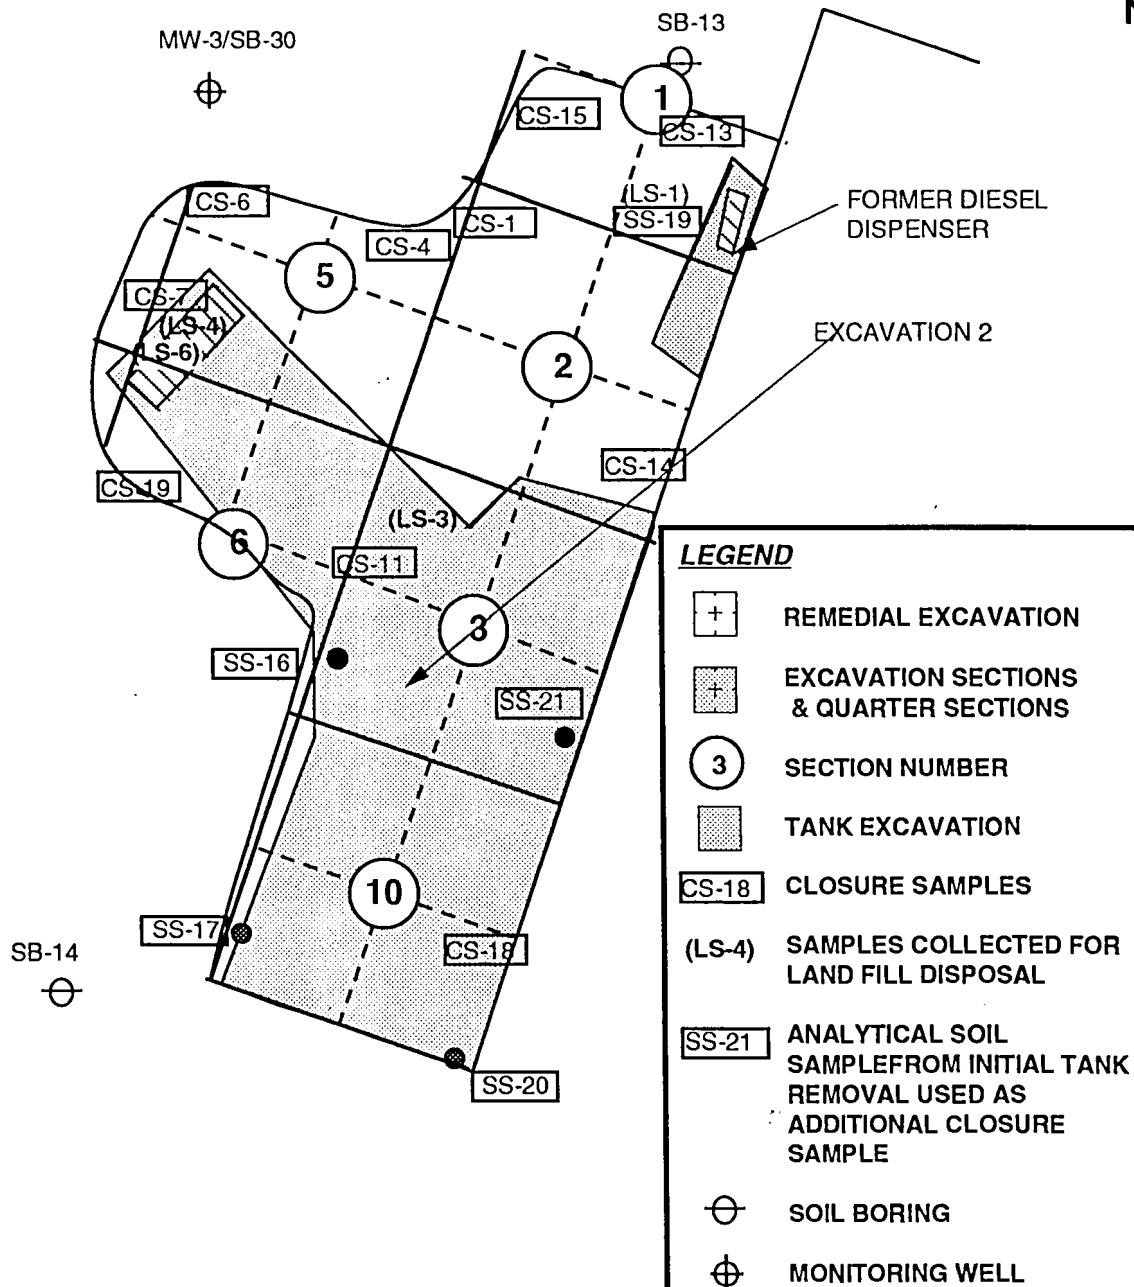 N
SB-13
MW-3/SB-30
1
CS-15
CS-13
(LS-1)
SS-19
FORMER DIESEL
DISPENSER
CS-6
CS-1
CS-4
5
CS-7
(LS-4)
(LS-6)
EXCAVATION 2
2
CS-14
CS-19
(LS-3)
6
CS-11
3
SS-16
SS-21
10
SS-17
CS-18
SB-14
SS-20
LEGEND
REMEDIAL EXCAVATION
EXCAVATION SECTIONS
& QUARTER SECTIONS
3 SECTION NUMBER
TANK EXCAVATION
CS-18 CLOSURE SAMPLES
(LS-4) SAMPLES COLLECTED FOR
LAND FILL DISPOSAL
SS-21 ANALYTICAL SOIL
SAMPLEFROM INITIAL TANK
REMOVAL USED AS
ADDITIONAL CLOSURE
SAMPLE
SOIL BORING
MONITORING WELL